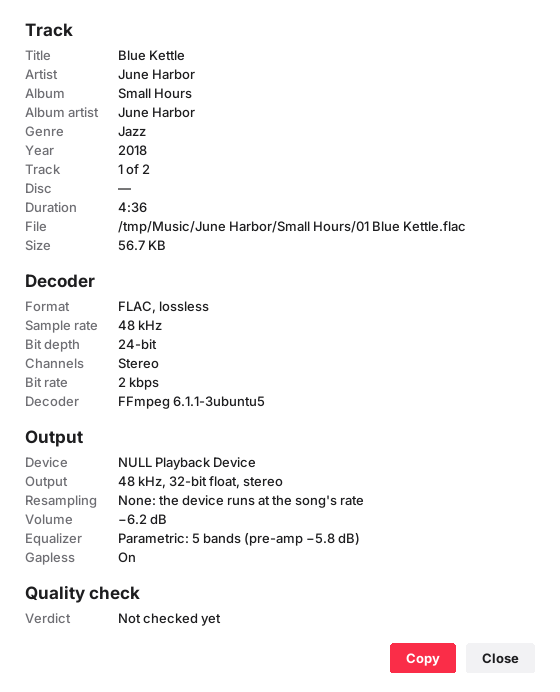 Track
Title Blue Kettle
Artist June Harbor
Album Small Hours
Album artist June Harbor
Genre Jazz
Year 2018
Track 1 of 2
Disc —
Duration 4:36
File /tmp/Music/June Harbor/Small Hours/01 Blue Kettle.flac
Size 56.7 KB
Decoder
Format FLAC, lossless
Sample rate 48 kHz
Bit depth 24-bit
Channels Stereo
Bit rate 2 kbps
Decoder FFmpeg 6.1.1-3ubuntu5
Output
Device NULL Playback Device
Output 48 kHz, 32-bit float, stereo
Resampling None: the device runs at the song's rate
Volume −6.2 dB
Equalizer Parametric: 5 bands (pre-amp −5.8 dB)
Gapless On
Quality check
Verdict Not checked yet
Copy Close